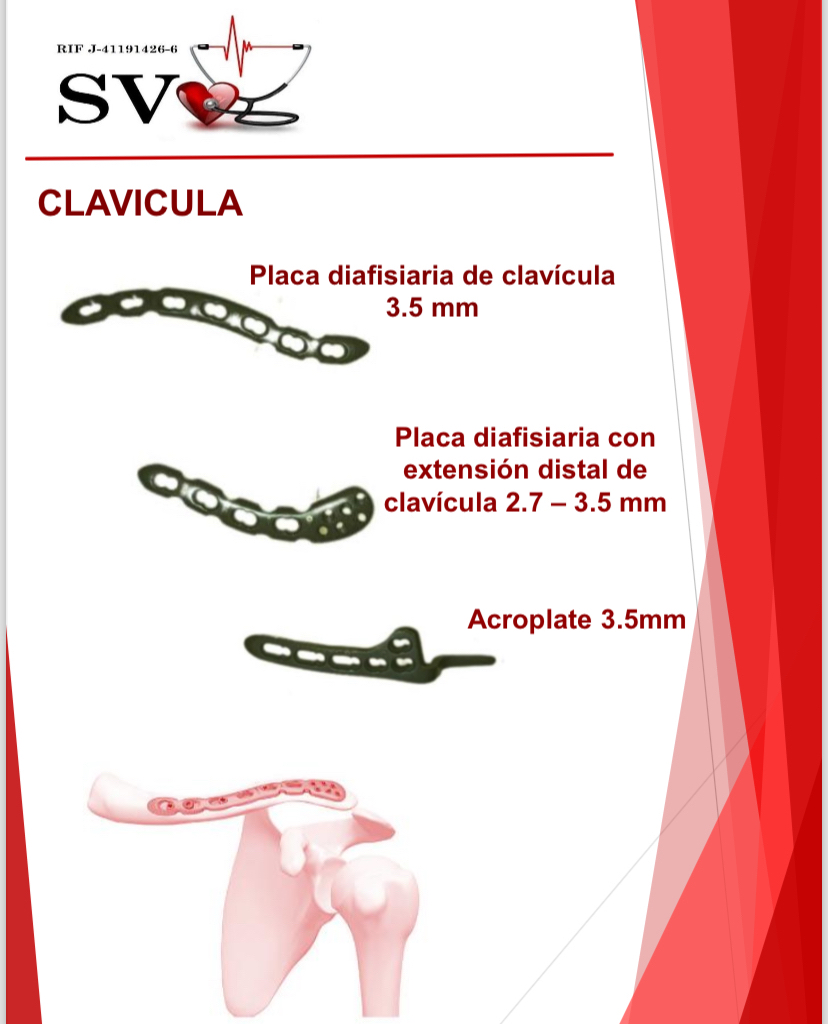 RIF J-41191426-6
SV
CLAVICULA
Placa diafisiaria de clavícula
3.5 mm
Placa diafisiaria con
extensión distal de
clavícula 2.7 – 3.5 mm
Acroplate 3.5mm